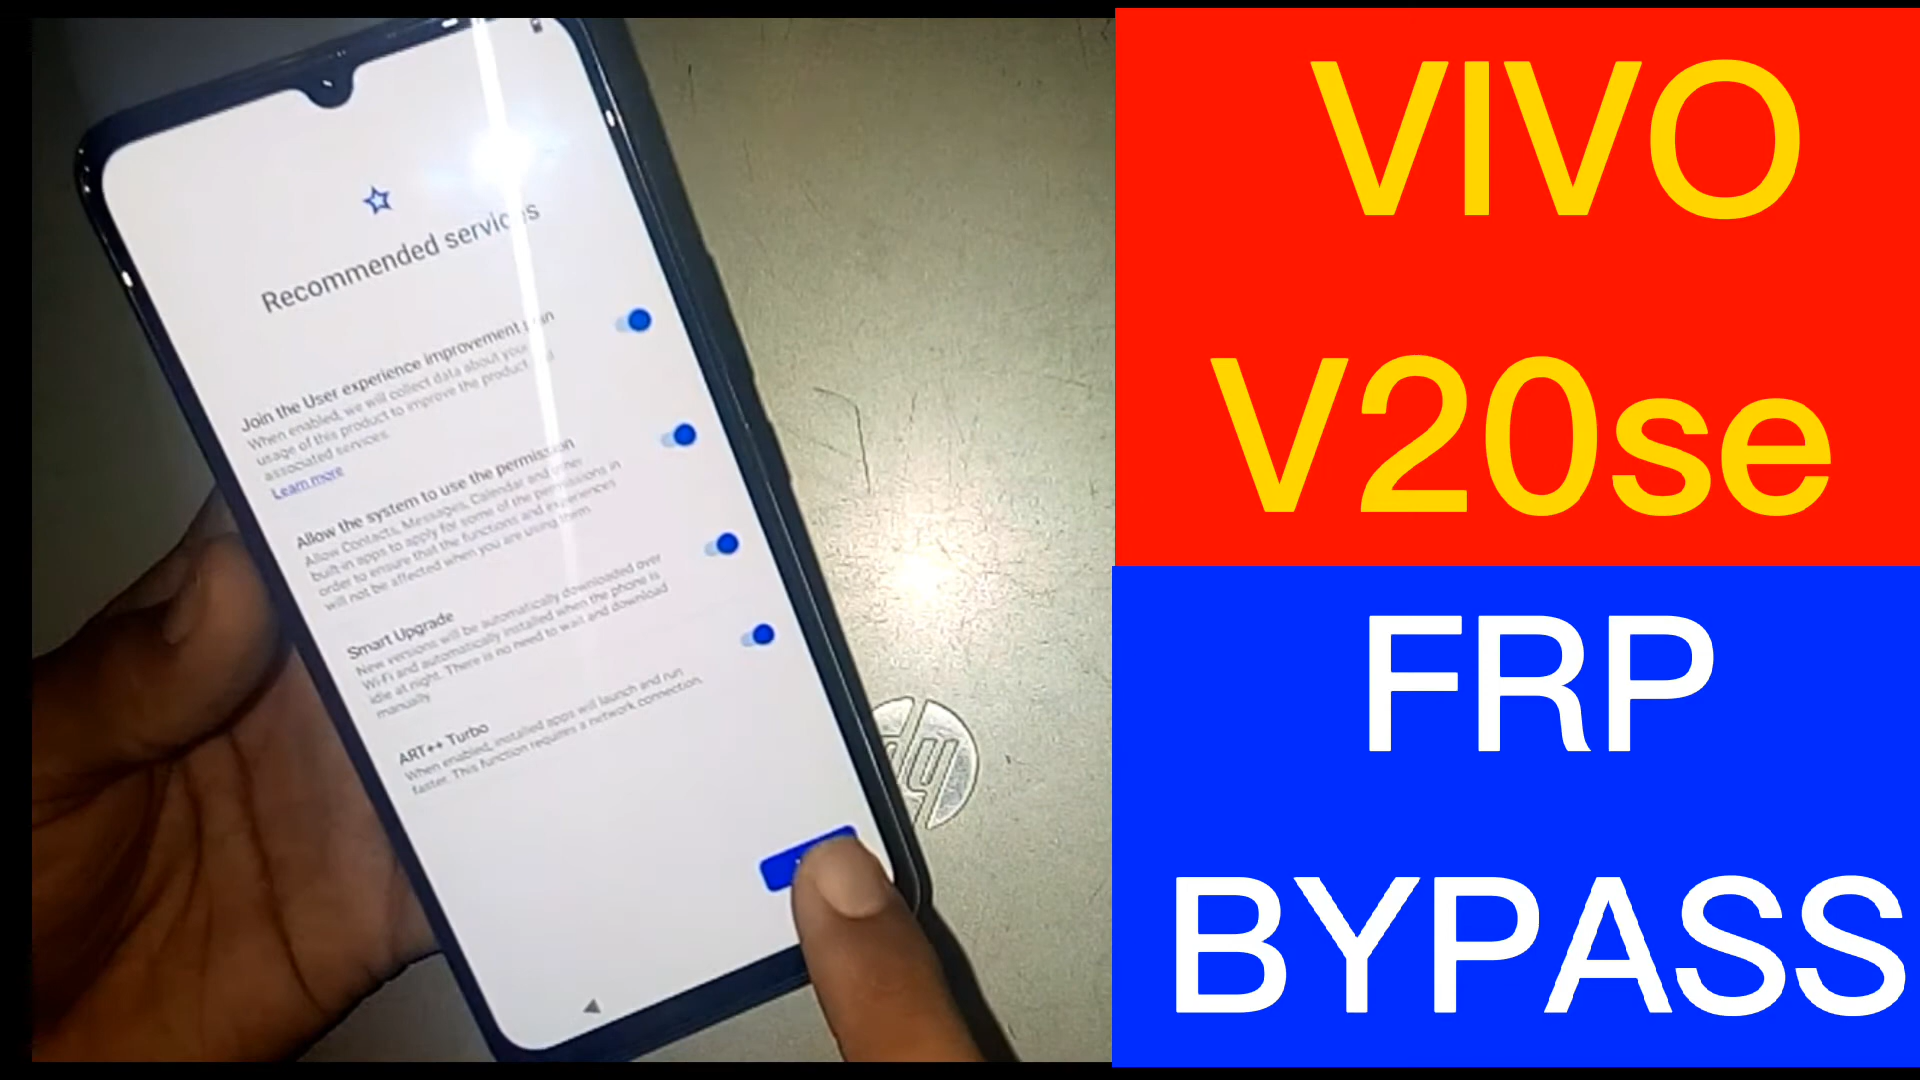 Recommended services
Join the User experience improvement plan
When enabled, we will collect data about your
usage of this product to improve the product and
associated services.
Learn more
Allow the system to use the permission
Allow Contacts, Messages, Calendar and other
built-in apps to apply for some of the permissions in
order to ensure that the functions and experiences
will not be affected when you are using them.
Smart Upgrade
New versions will be automatically downloaded over
Wi-Fi and automatically installed when the phone is
idle at night. There is no need to wait and download
manually.
ART++ Turbo
When enabled, installed apps will launch and run
faster. This function requires a network connection.
hp
VIVO
V20se
FRP
BYPASS